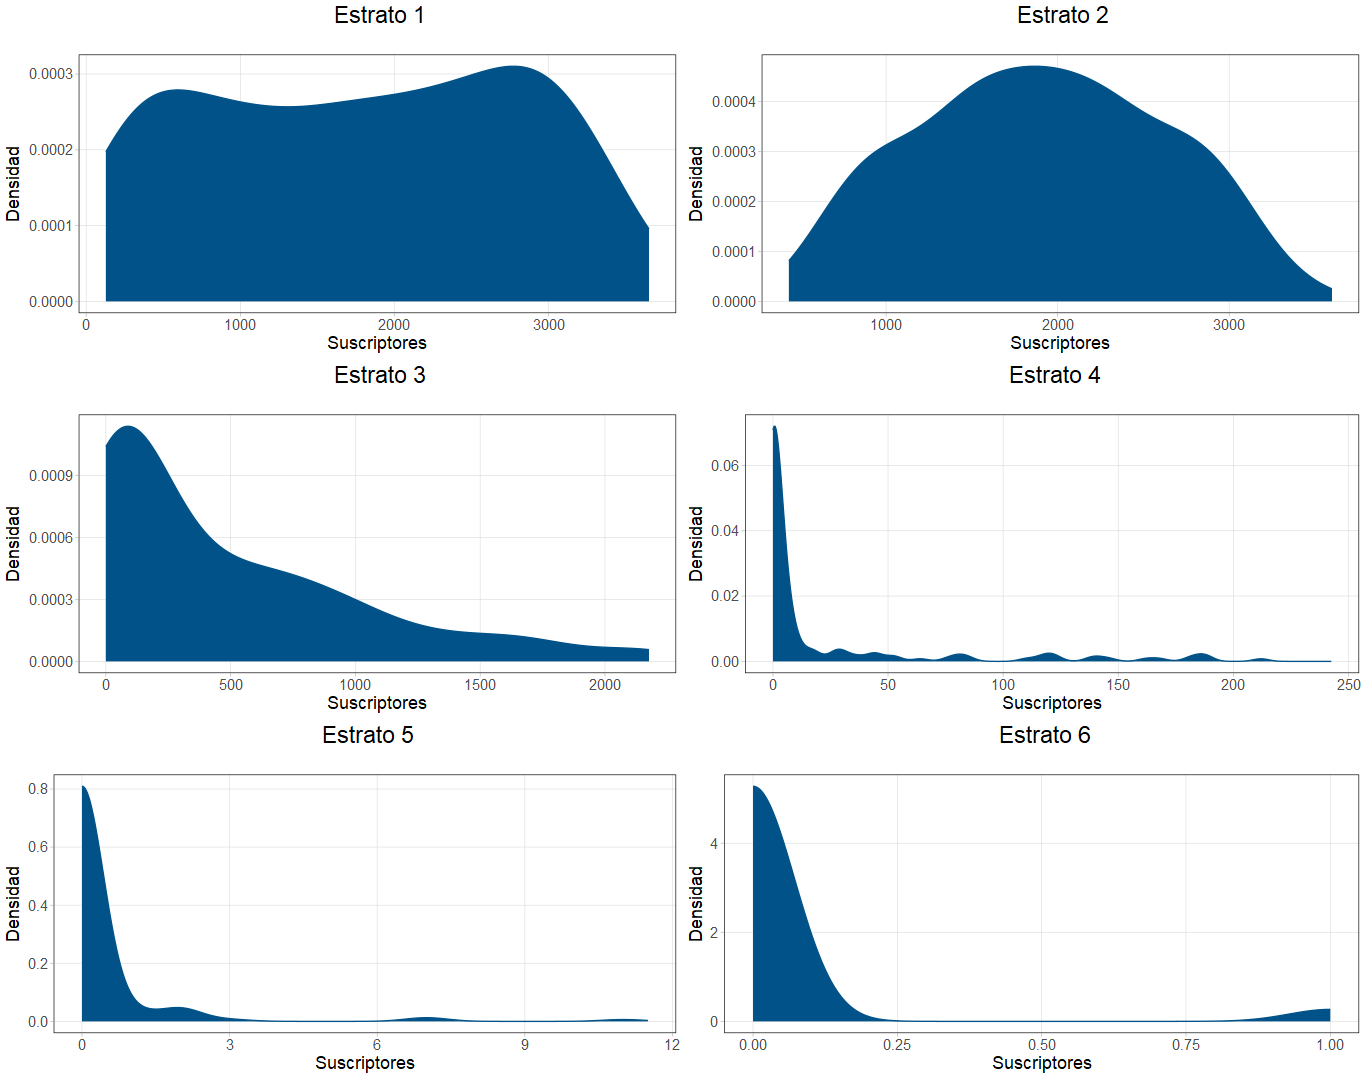 Estrato 1
Densidad
0.0003
0.0002
0.0001
0.0000
0 1000 2000 3000
Suscriptores
Estrato 2
Densidad
0.0004
0.0003
0.0002
0.0001
0.0000
1000 2000 3000
Suscriptores
Estrato 3
Densidad
0.0009
0.0006
0.0003
0.0000
0 500 1000 1500 2000
Suscriptores
Estrato 4
Densidad
0.06
0.04
0.02
0.00
0 50 100 150 200 250
Suscriptores
Estrato 5
Densidad
0.8
0.6
0.4
0.2
0.0
0 3 6 9 12
Suscriptores
Estrato 6
Densidad
4
2
0
0.00 0.25 0.50 0.75 1.00
Suscriptores